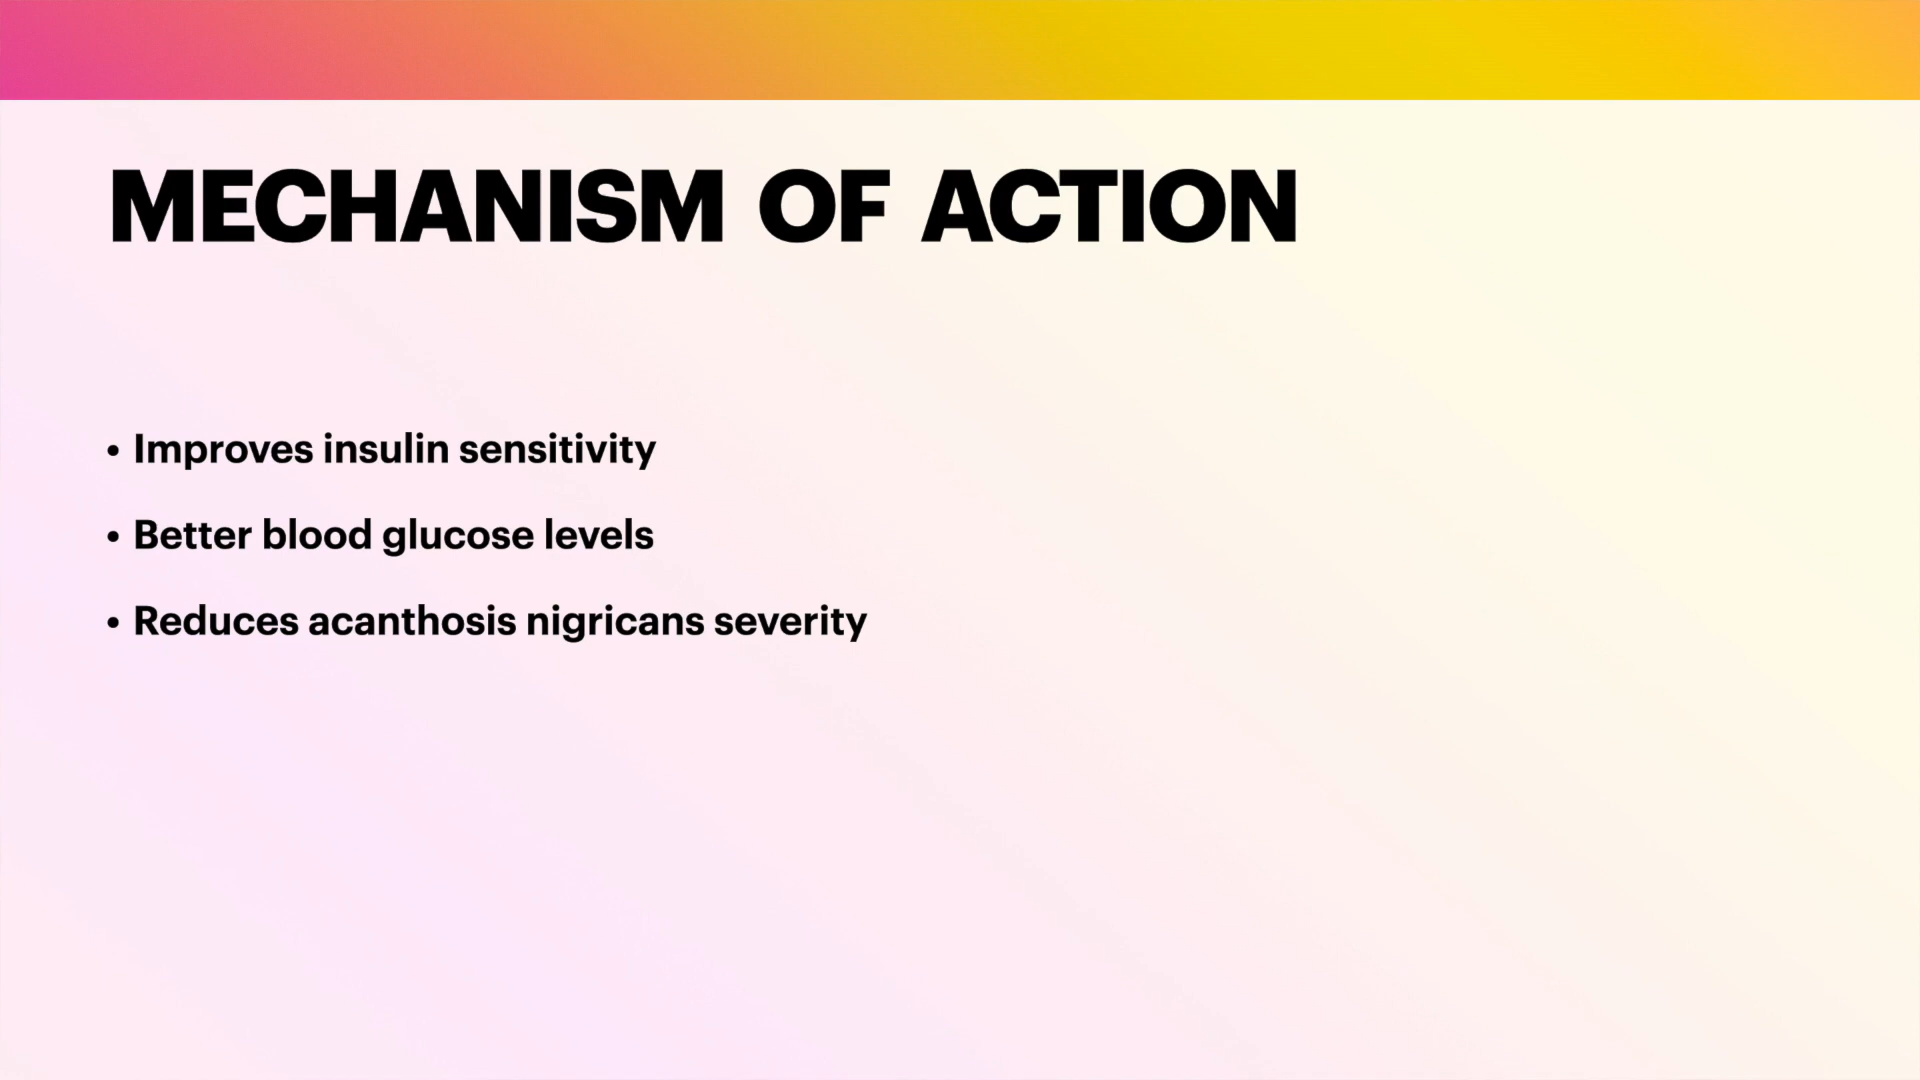 MECHANISM OF ACTION
• Improves insulin sensitivity
• Better blood glucose levels
• Reduces acanthosis nigricans severity